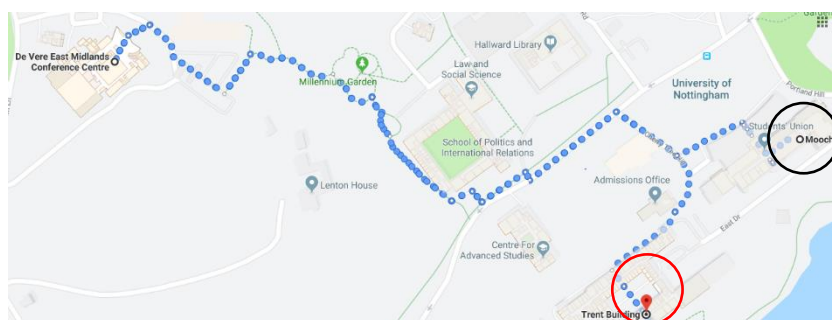 De Vere East Midlands
Conference Centre
Millennium Garden
Hallward Library
Law and
Social Science
School of Politics and
International Relations
Lenton House
University of
Nottingham
Portland Hill
Students' Union
Mooch
Admissions Office
East Dr
Centre For
Advanced Studies
Trent Building